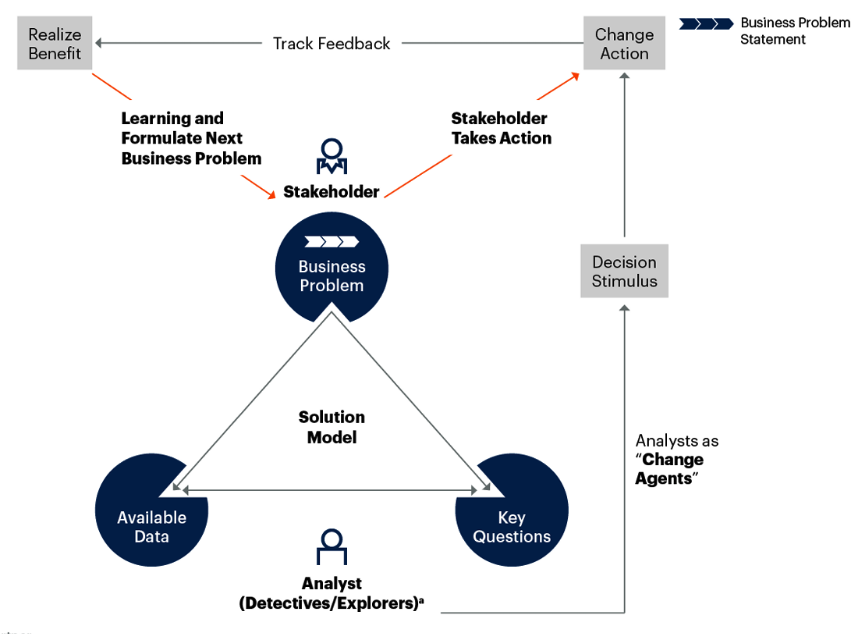 Realize
Benefit
Track Feedback
Change
Action
Business Problem
Statement
Learning and
Formulate Next
Business Problem
Stakeholder
Takes Action
Stakeholder
Business
Problem
Decision
Stimulus
Solution
Model
Analysts as
“Change
Agents”
Available
Data
Key
Questions
Analyst
(Detectives/Explorers)ᵃ